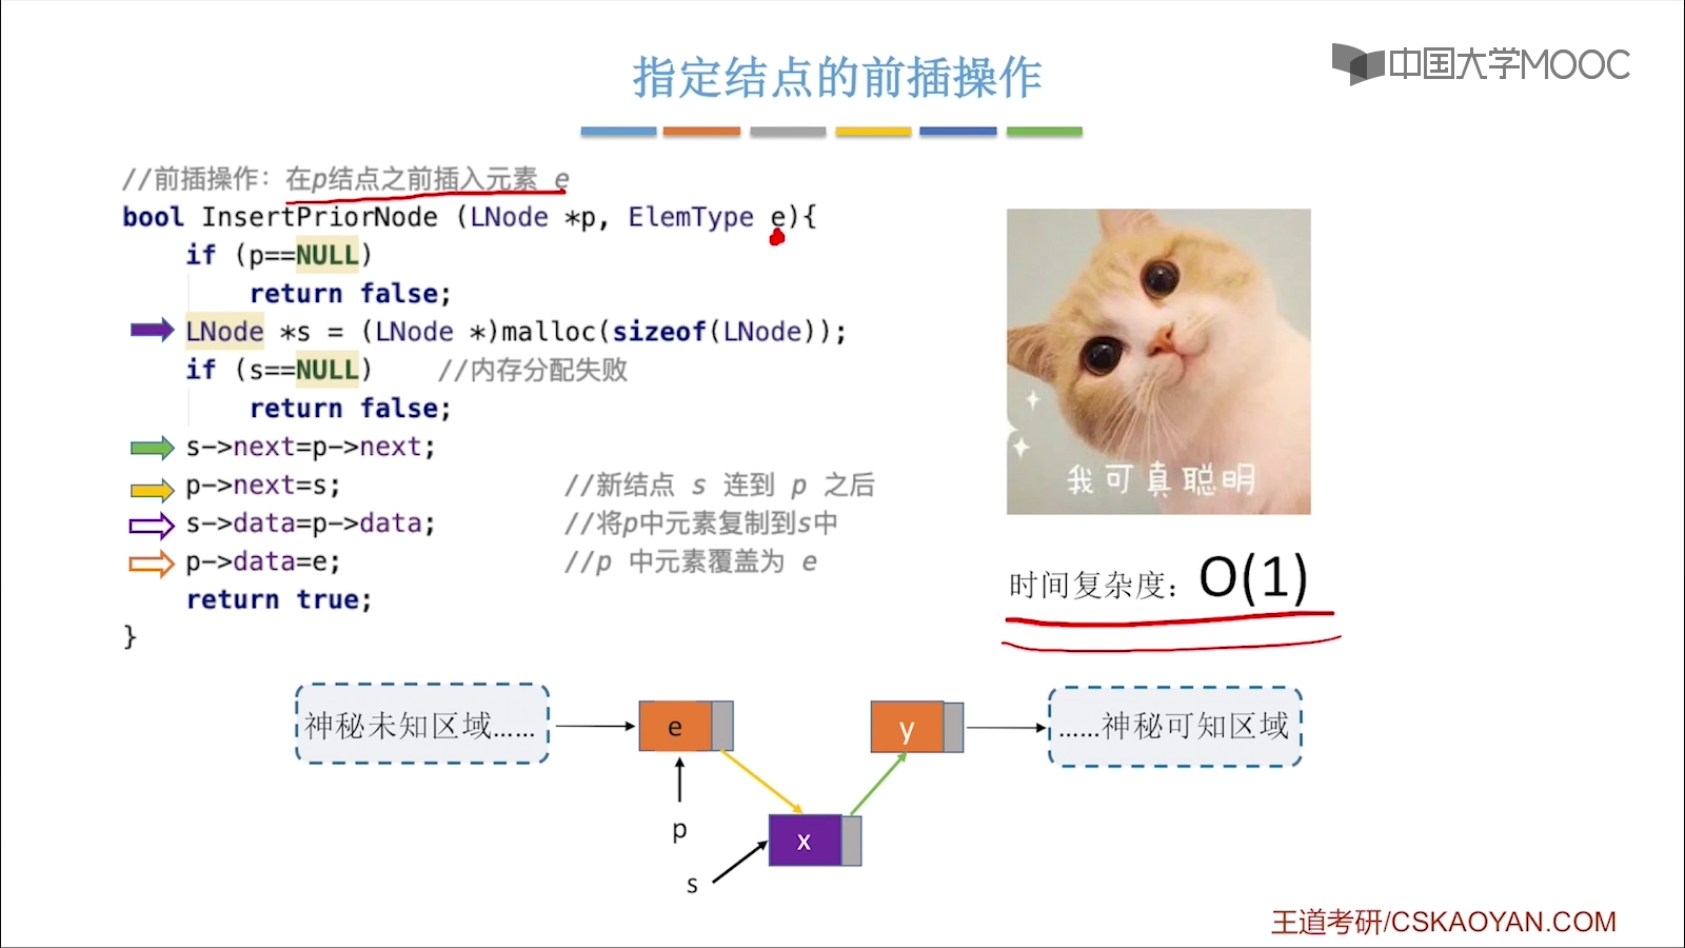 指定结点的前插操作
中国大学MOOC
//前插操作：在p结点之前插入元素 e
bool InsertPriorNode (LNode *p, ElemType e){
if (p==NULL)
return false;
LNode *s = (LNode *)malloc(sizeof(LNode));
if (s==NULL) //内存分配失败
return false;
s->next=p->next;
p->next=s; //新结点 s 连到 p 之后
s->data=p->data; //将p中元素复制到s中
p->data=e; //p 中元素覆盖为 e
return true;
}
我可真聪明
时间复杂度：O(1)
神秘未知区域......
e
y
......神秘可知区域
p
x
s
王道考研/CSKAOYAN.COM